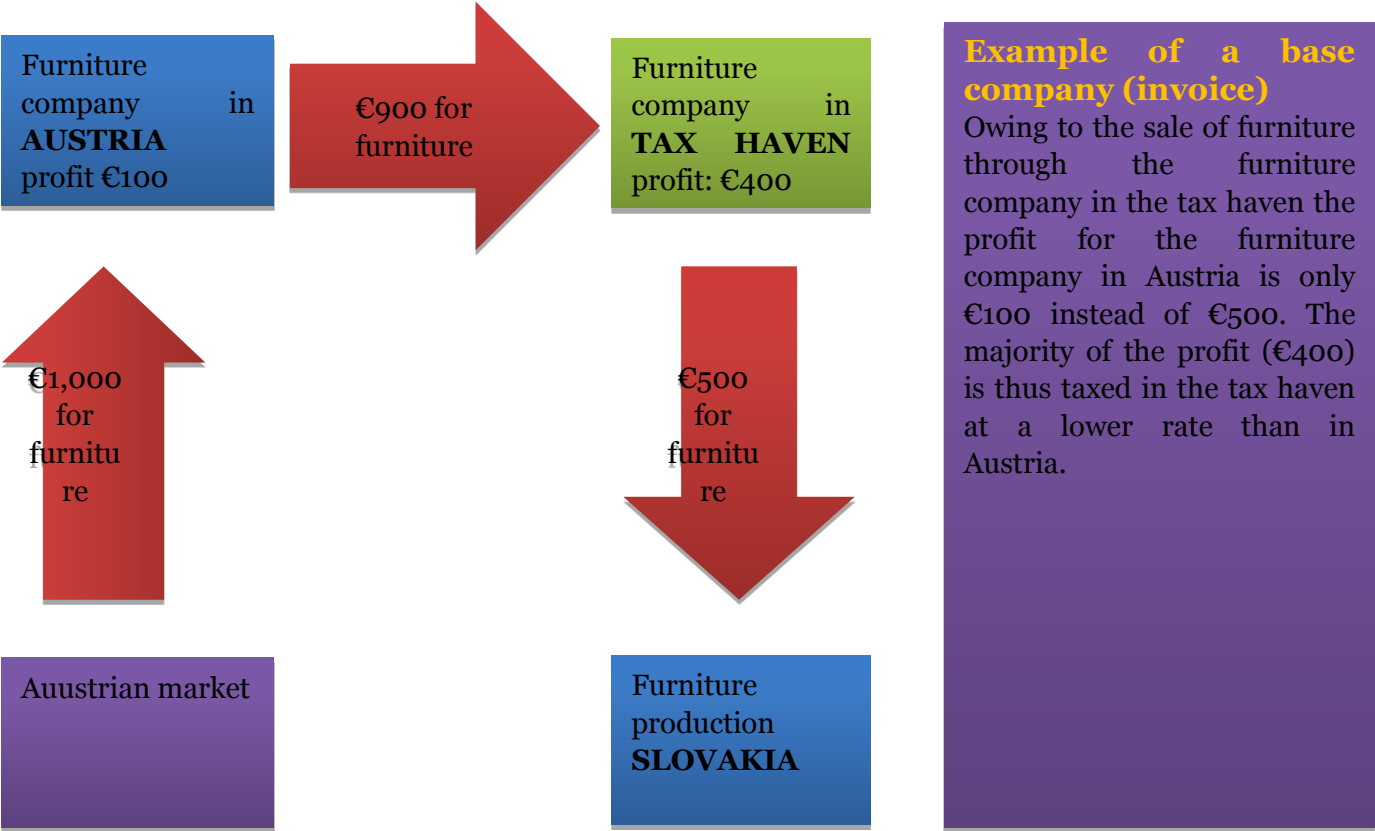 Furniture
company in
AUSTRIA
profit €100
€900 for
furniture
Furniture
company in
TAX HAVEN
profit: €400
€1,000
for
furnitu
re
€500
for
furnitu
re
Auustrian market
Furniture
production
SLOVAKIA
Example of a base
company (invoice)
Owing to the sale of furniture
through the furniture
company in the tax haven the
profit for the furniture
company in Austria is only
€100 instead of €500. The
majority of the profit (€400)
is thus taxed in the tax haven
at a lower rate than in
Austria.